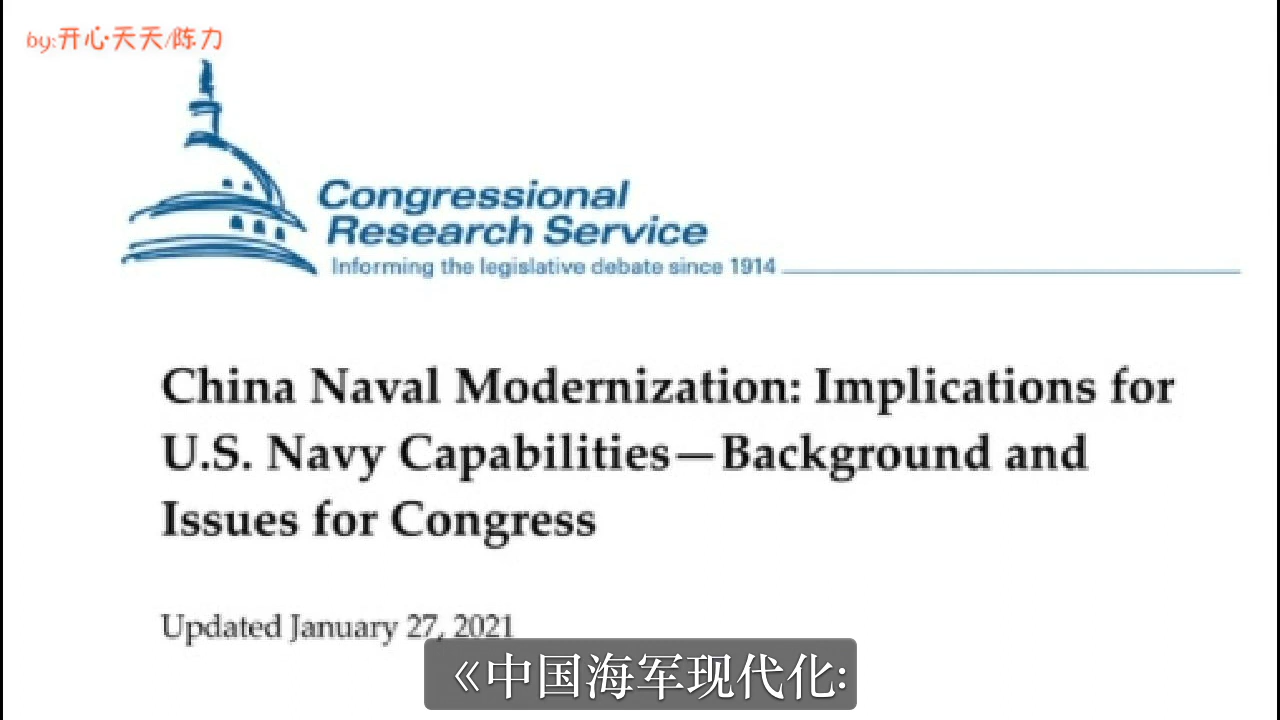 by:开心天天/陈力
Congressional
Research Service
Informing the legislative debate since 1914
China Naval Modernization: Implications for
U.S. Navy Capabilities—Background and
Issues for Congress
Updated January 27, 2021
《中国海军现代化: